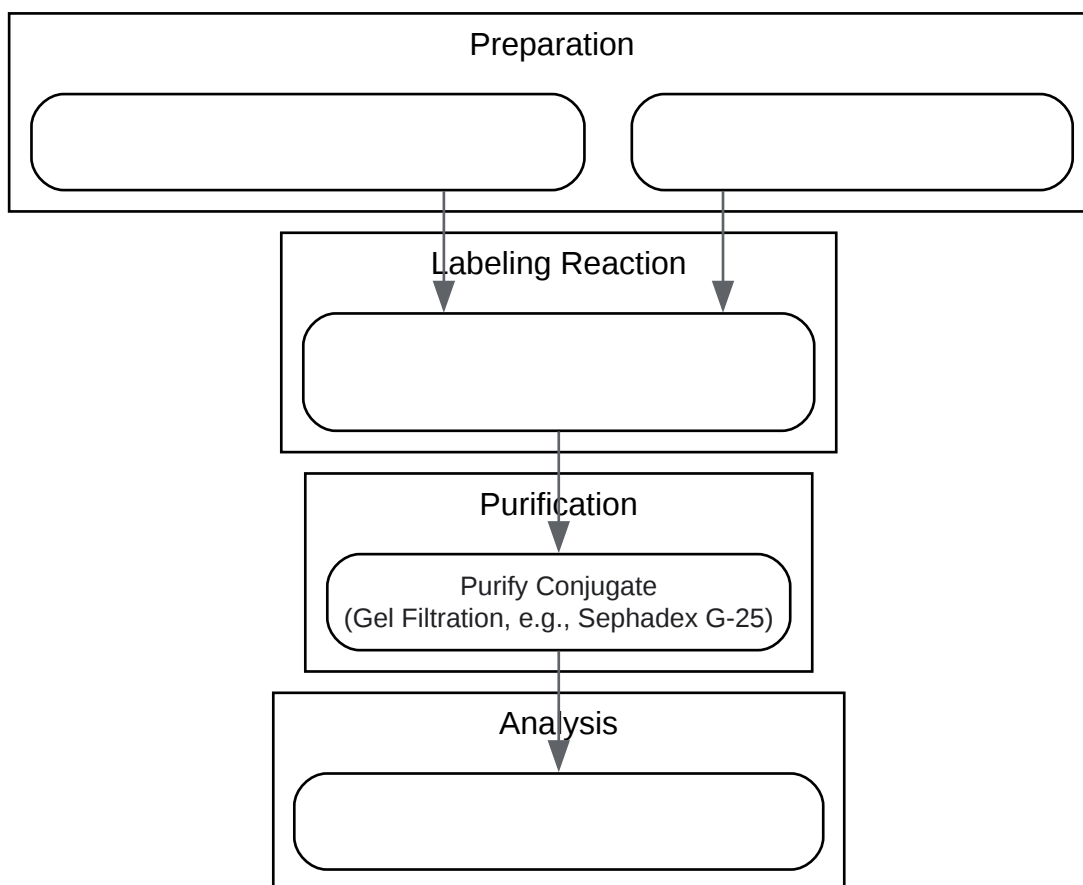 Preparation
Labeling Reaction
Purification
Purify Conjugate
(Gel Filtration, e.g., Sephadex G-25)
Analysis